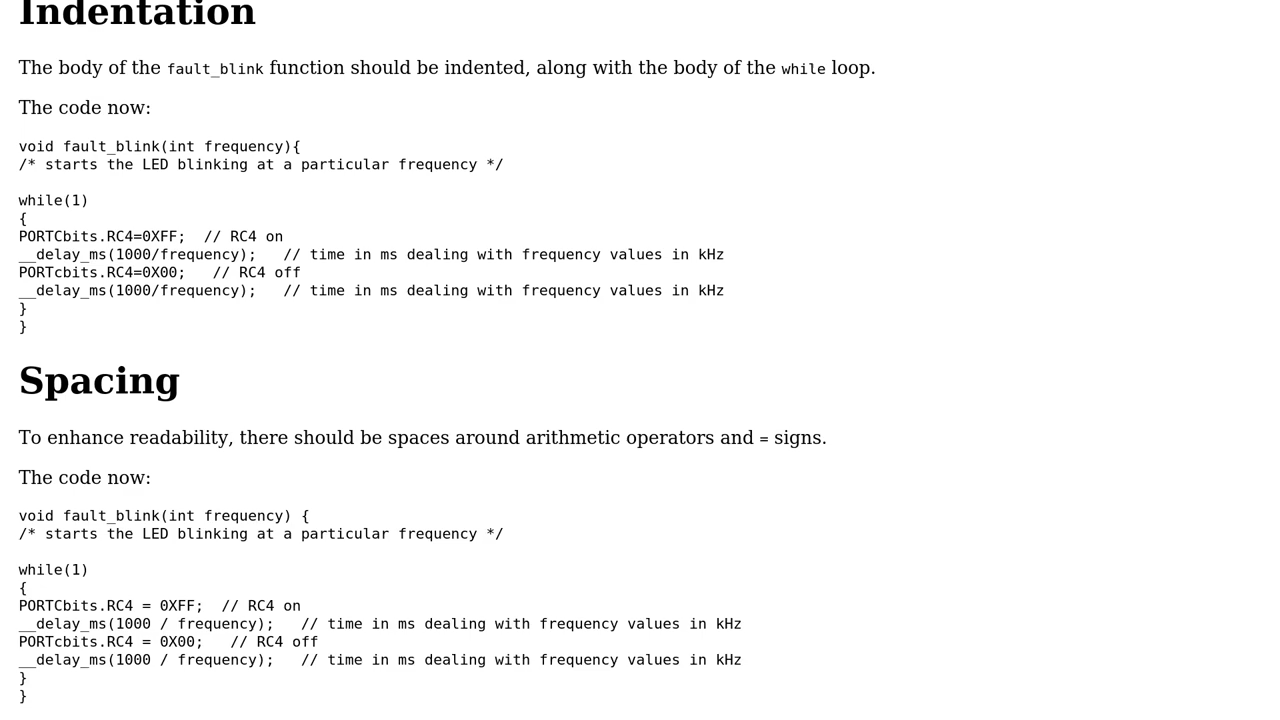 Indentation
The body of the fault_blink function should be indented, along with the body of the while loop.
The code now:
void fault_blink(int frequency){
/* starts the LED blinking at a particular frequency */
while(1)
{
PORTCbits.RC4=0XFF;  // RC4 on
__delay_ms(1000/frequency);   // time in ms dealing with frequency values in kHz
PORTcbits.RC4=0X00;   // RC4 off
__delay_ms(1000/frequency);   // time in ms dealing with frequency values in kHz
}
}
Spacing
To enhance readability, there should be spaces around arithmetic operators and = signs.
The code now:
void fault_blink(int frequency) {
/* starts the LED blinking at a particular frequency */
while(1)
{
PORTCbits.RC4 = 0XFF;  // RC4 on
__delay_ms(1000 / frequency);   // time in ms dealing with frequency values in kHz
PORTcbits.RC4 = 0X00;   // RC4 off
__delay_ms(1000 / frequency);   // time in ms dealing with frequency values in kHz
}
}